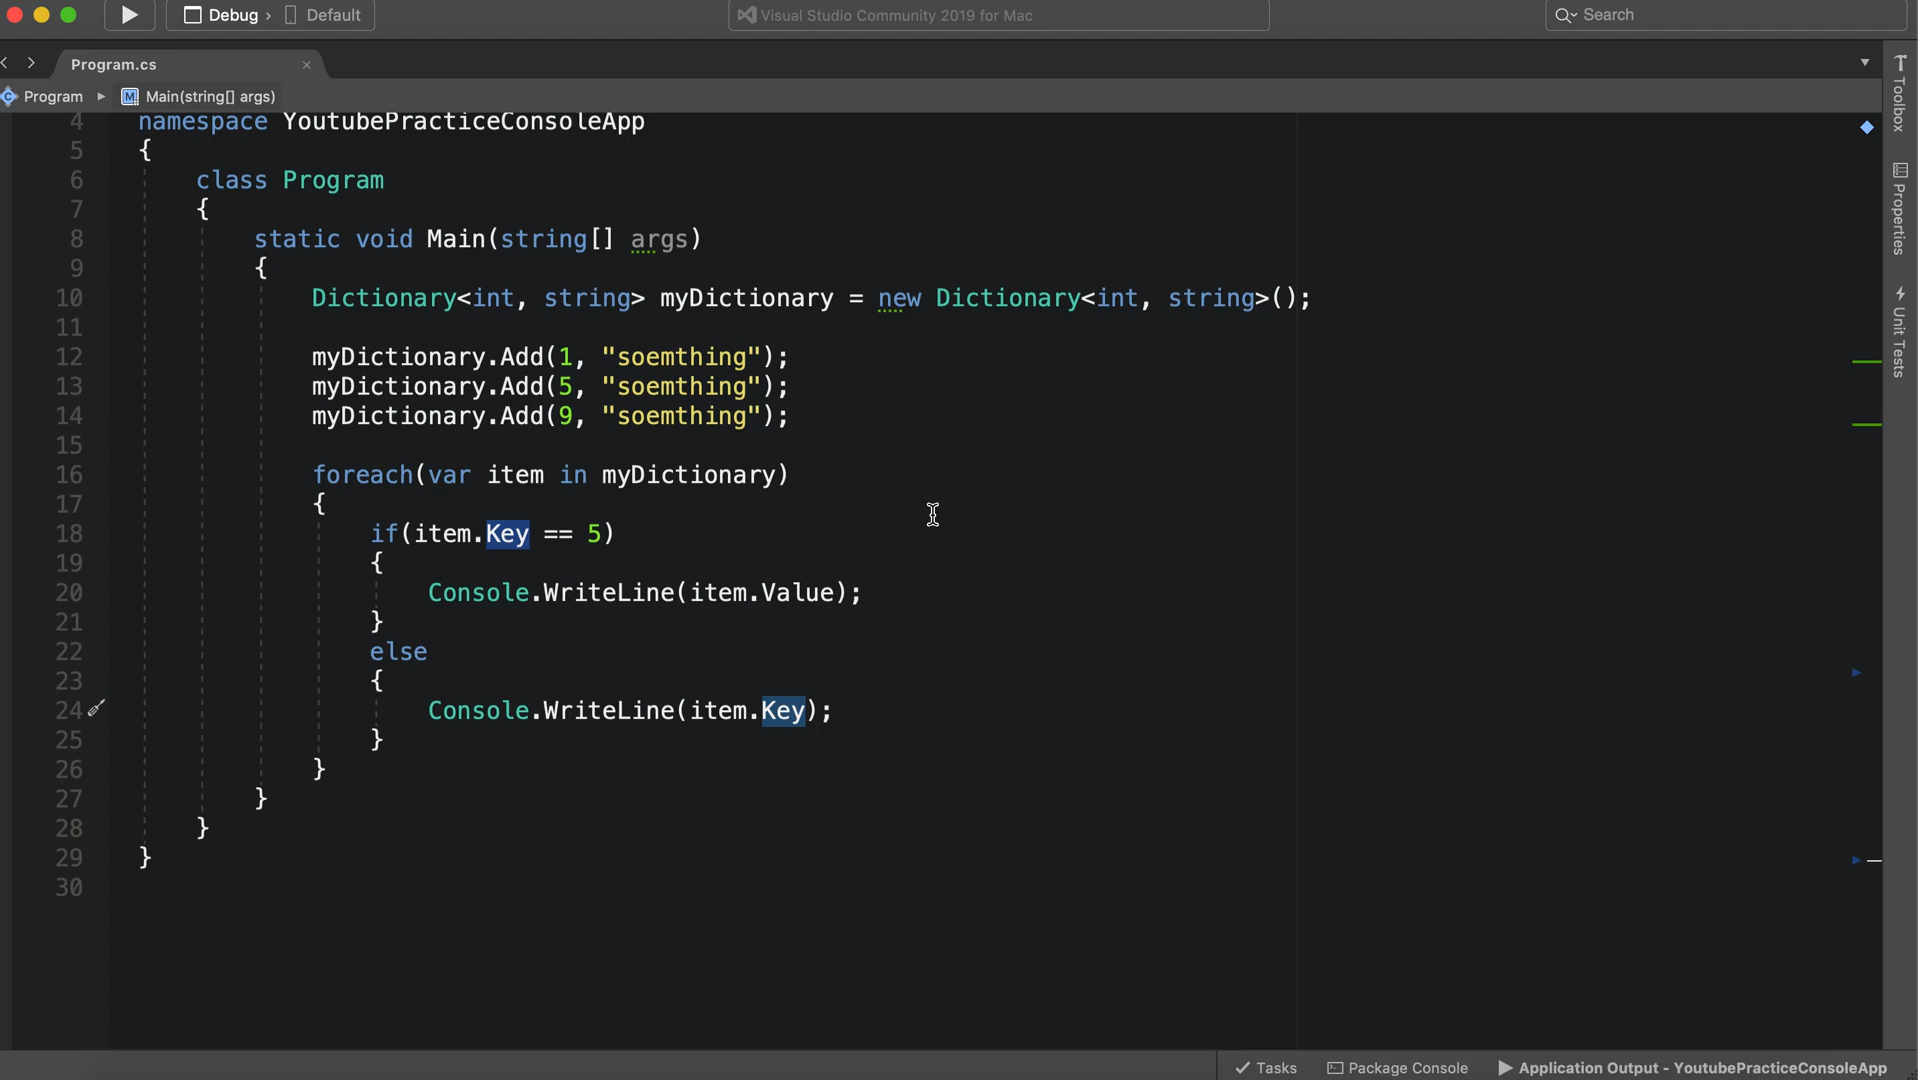 Debug › Default
Visual Studio Community 2019 for Mac
Search
Program.cs
Program ▸ Main(string[] args)
4 namespace YoutubePracticeConsoleApp
5 {
6 class Program
7 {
8 static void Main(string[] args)
9 {
10 Dictionary<int, string> myDictionary = new Dictionary<int, string>();
11
12 myDictionary.Add(1, "soemthing");
13 myDictionary.Add(5, "soemthing");
14 myDictionary.Add(9, "soemthing");
15
16 foreach(var item in myDictionary)
17 {
18 if(item.Key == 5)
19 {
20 Console.WriteLine(item.Value);
21 }
22 else
23 {
24 Console.WriteLine(item.Key);
25 }
26 }
27 }
28 }
29 }
30
Toolbox
Properties
Unit Tests
Tasks
Package Console
Application Output - YoutubePracticeConsoleApp